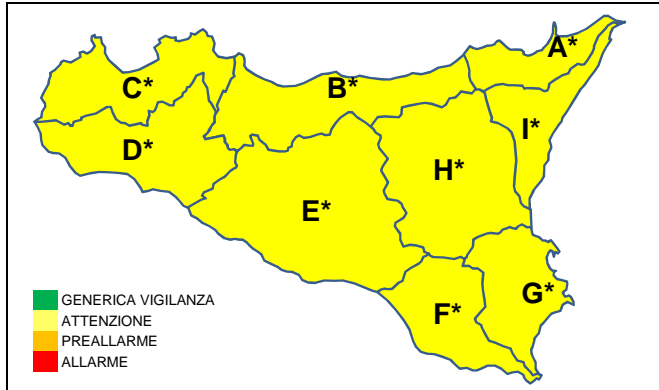 A*
B*
C*
I*
D*
H*
E*
G*
F*
GENERICA VIGILANZA
ATTENZIONE
PREALLARME
ALLARME